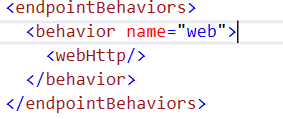 <endpointBehaviors>
<behavior name="web">
<webHttp/>
</behavior>
</endpointBehaviors>